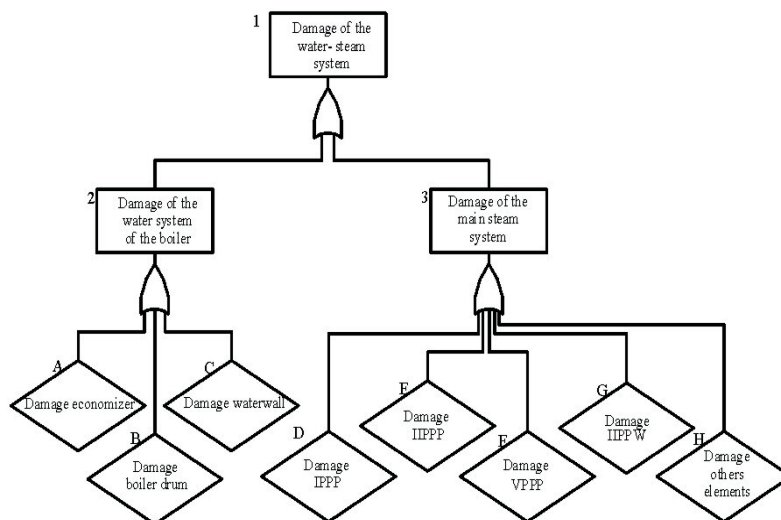 1
Damage of the
water- steam
system
2
Damage of the
water system
of the boiler
3
Damage of the
main steam
system
A
Damage economizer
B
Damage
boiler drum
C
Damage waterwall
D
Damage
IPPP
E
Damage
IIPPP
F
Damage
VPPP
G
Damage
IIPPW
H
Damage
others
elements